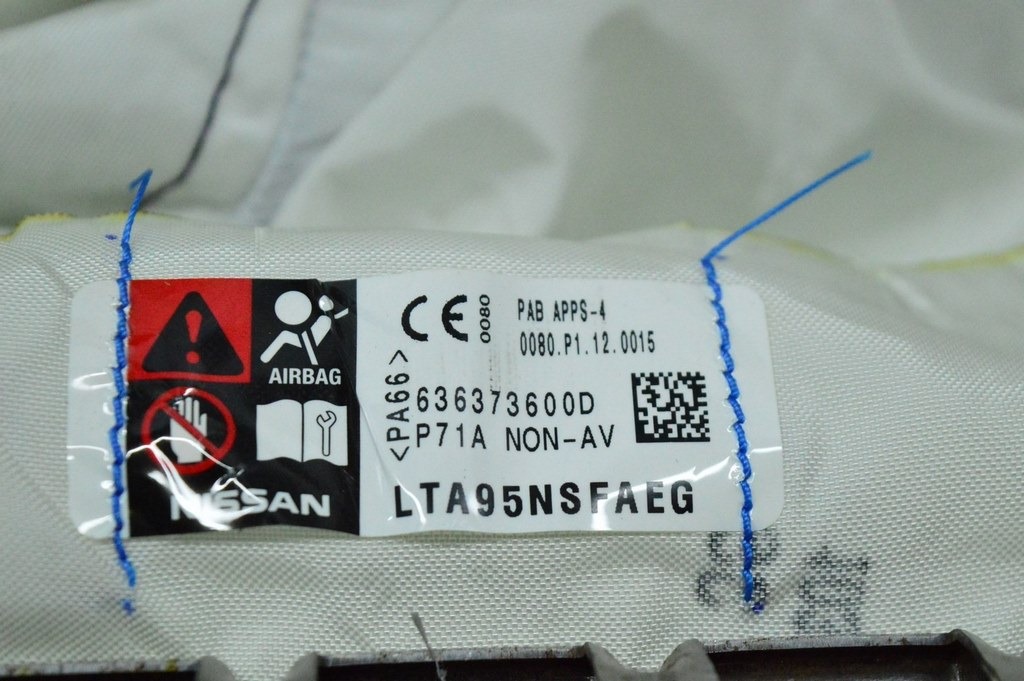 AIRBAG
NISSAN
CE 0080
PAB APPS-4
0080.P1.12.0015
<PA66>
636373600D
P71A NON-AV
LTA95NSFAEG